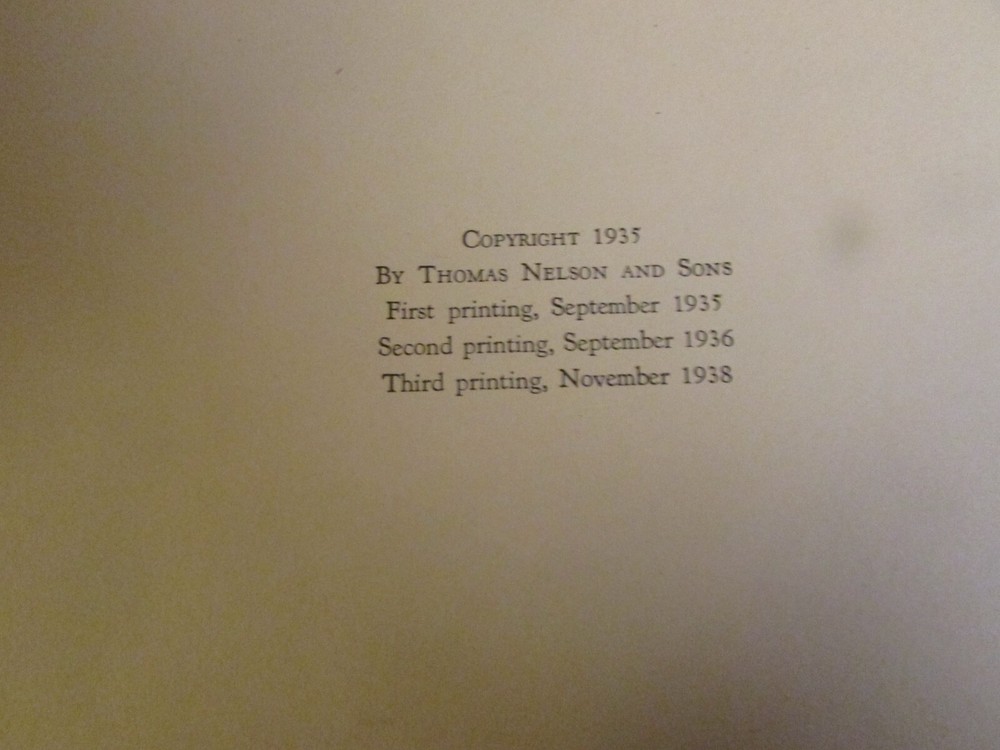 COPYRIGHT 1935
BY THOMAS NELSON AND SONS
First printing, September 1935
Second printing, September 1936
Third printing, November 1938